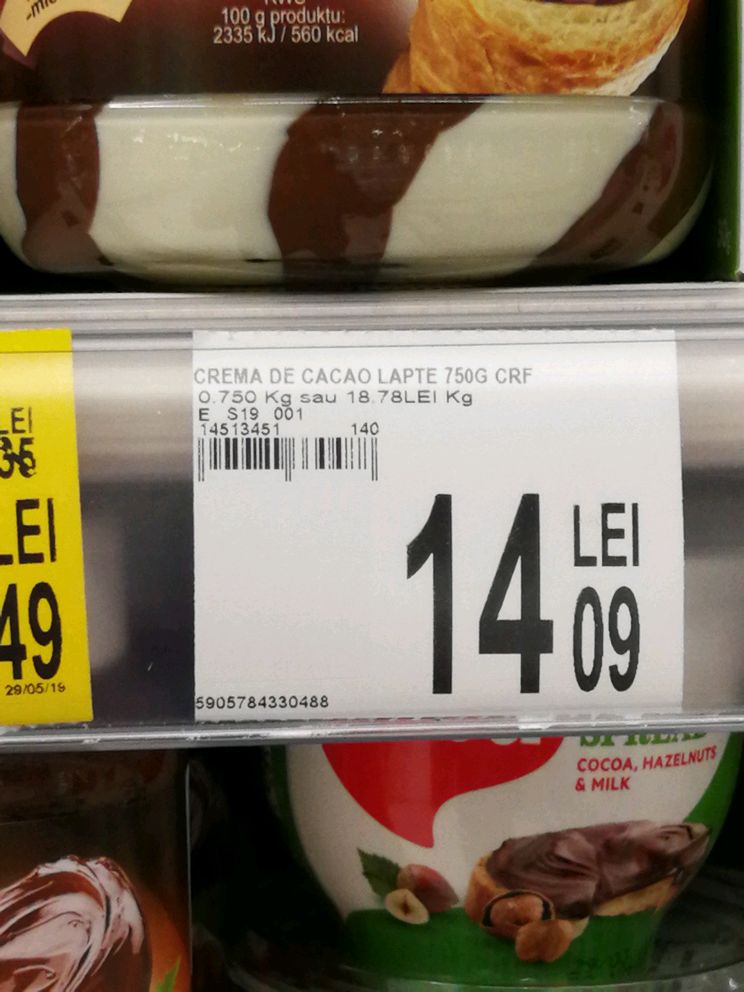 100 g produktu:
2335 kJ / 560 kcal
CREMA DE CACAO LAPTE 750G CRF
0.750 Kg sau 18.78LEI Kg
E S19 001
14513451 140
14 LEI 09
5905784330488
LEI
LEI
49
29/05/19
SPREAD
COCOA, HAZELNUTS
& MILK